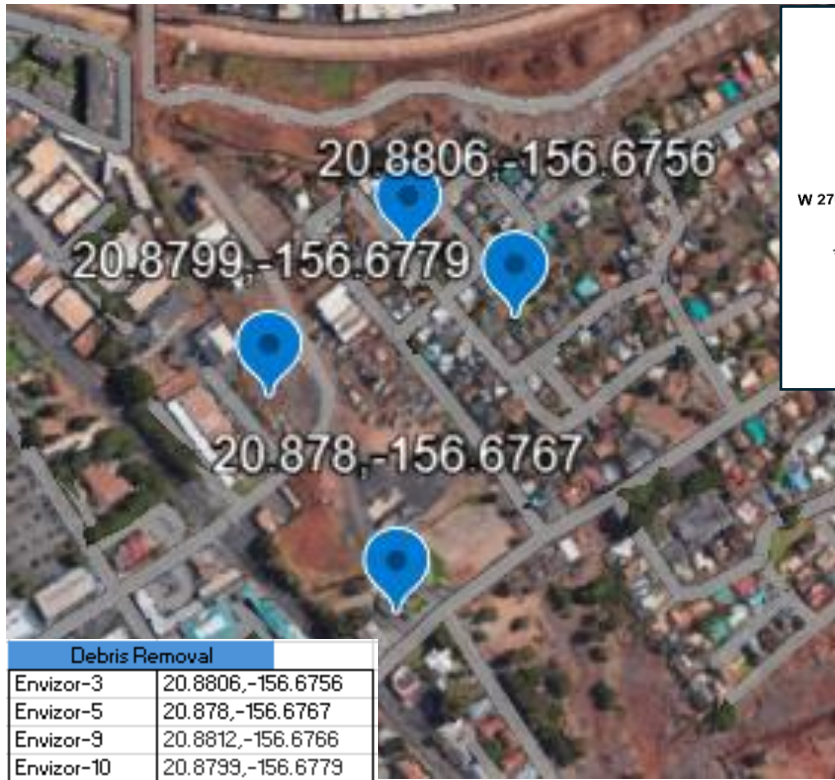 20.8806,-156.6756
W 27
20.8799,-156.6779
20.878,-156.6767
Debris Removal
Envizor-3 20.8806,-156.6756
Envizor-5 20.878,-156.6767
Envizor-9 20.8812,-156.6766
Envizor-10 20.8799,-156.6779